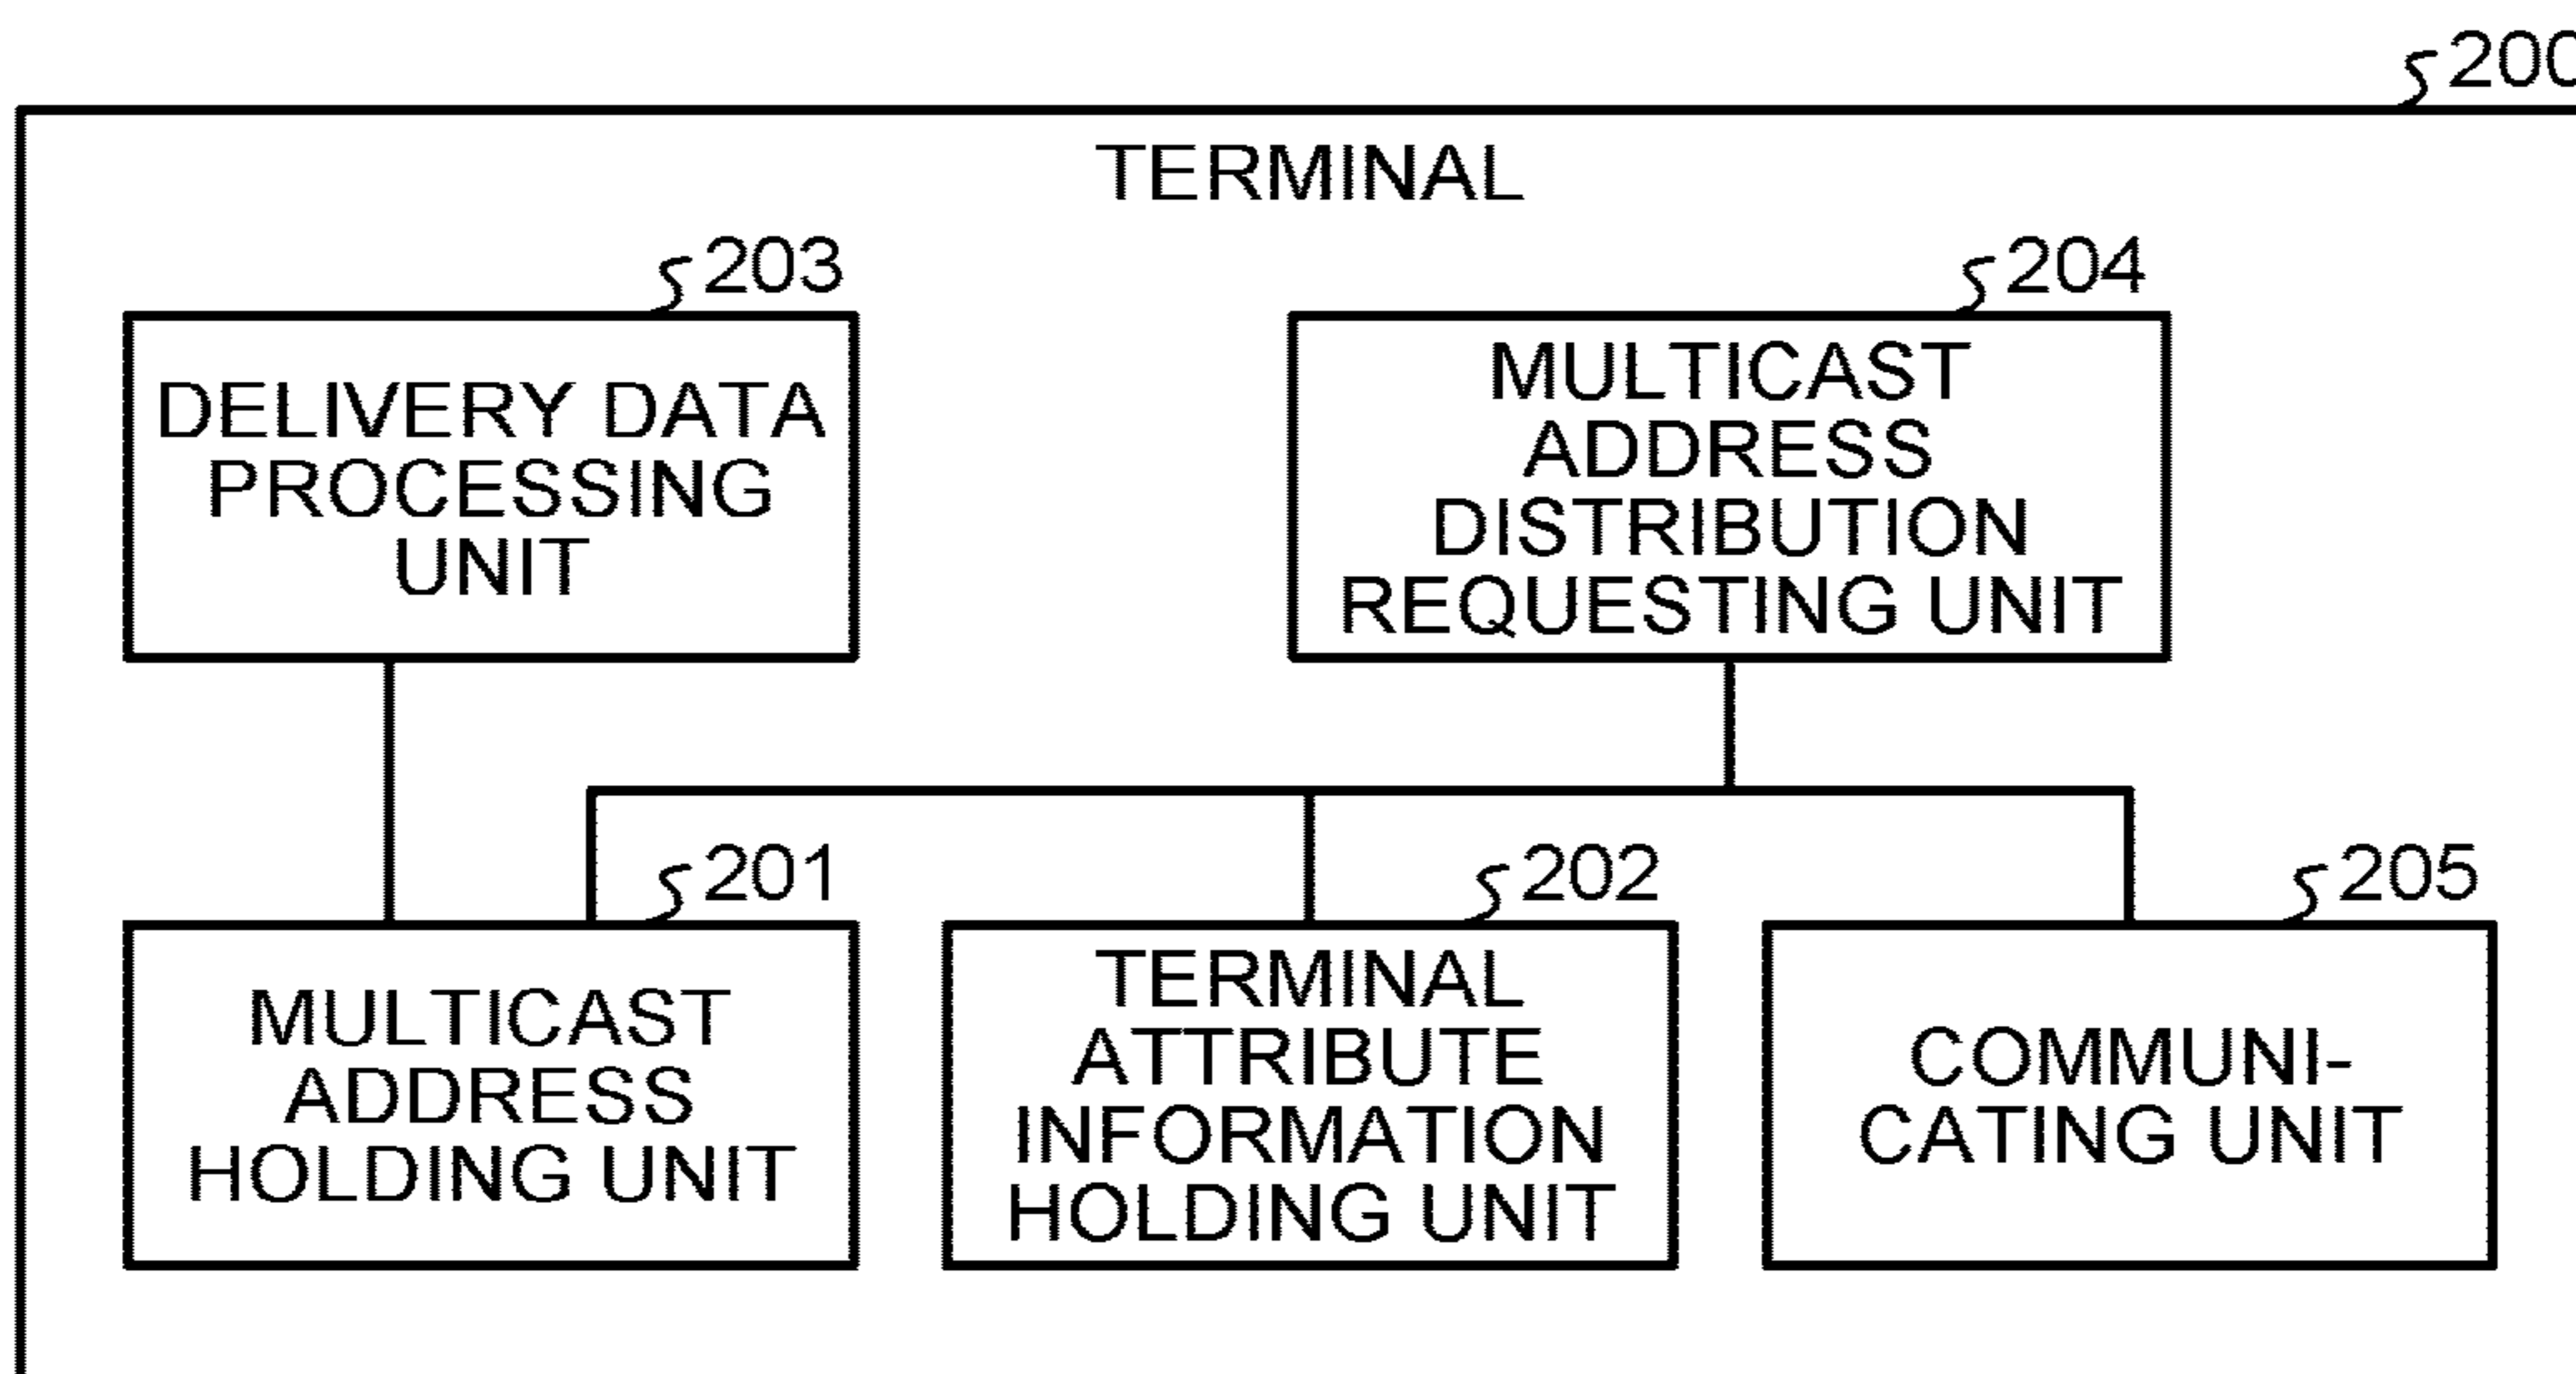 200
TERMINAL
203
204
DELIVERY DATA
PROCESSING
UNIT
MULTICAST
ADDRESS
DISTRIBUTION
REQUESTING UNIT
201
202
205
MULTICAST
ADDRESS
HOLDING UNIT
TERMINAL
ATTRIBUTE
INFORMATION
HOLDING UNIT
COMMUNI-
CATING UNIT